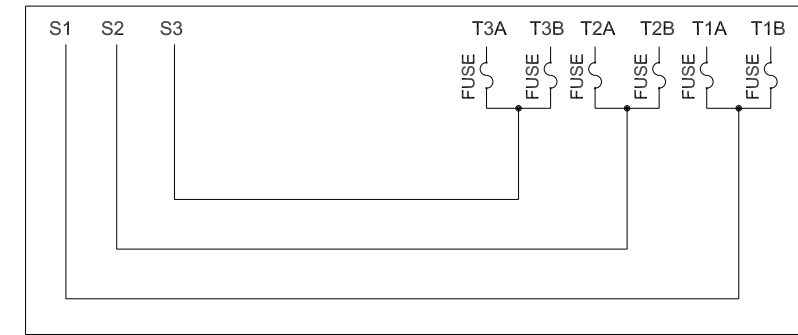 S1 S2 S3 T3A T3B T2A T2B T1A T1B
FUSE FUSE FUSE FUSE FUSE FUSE